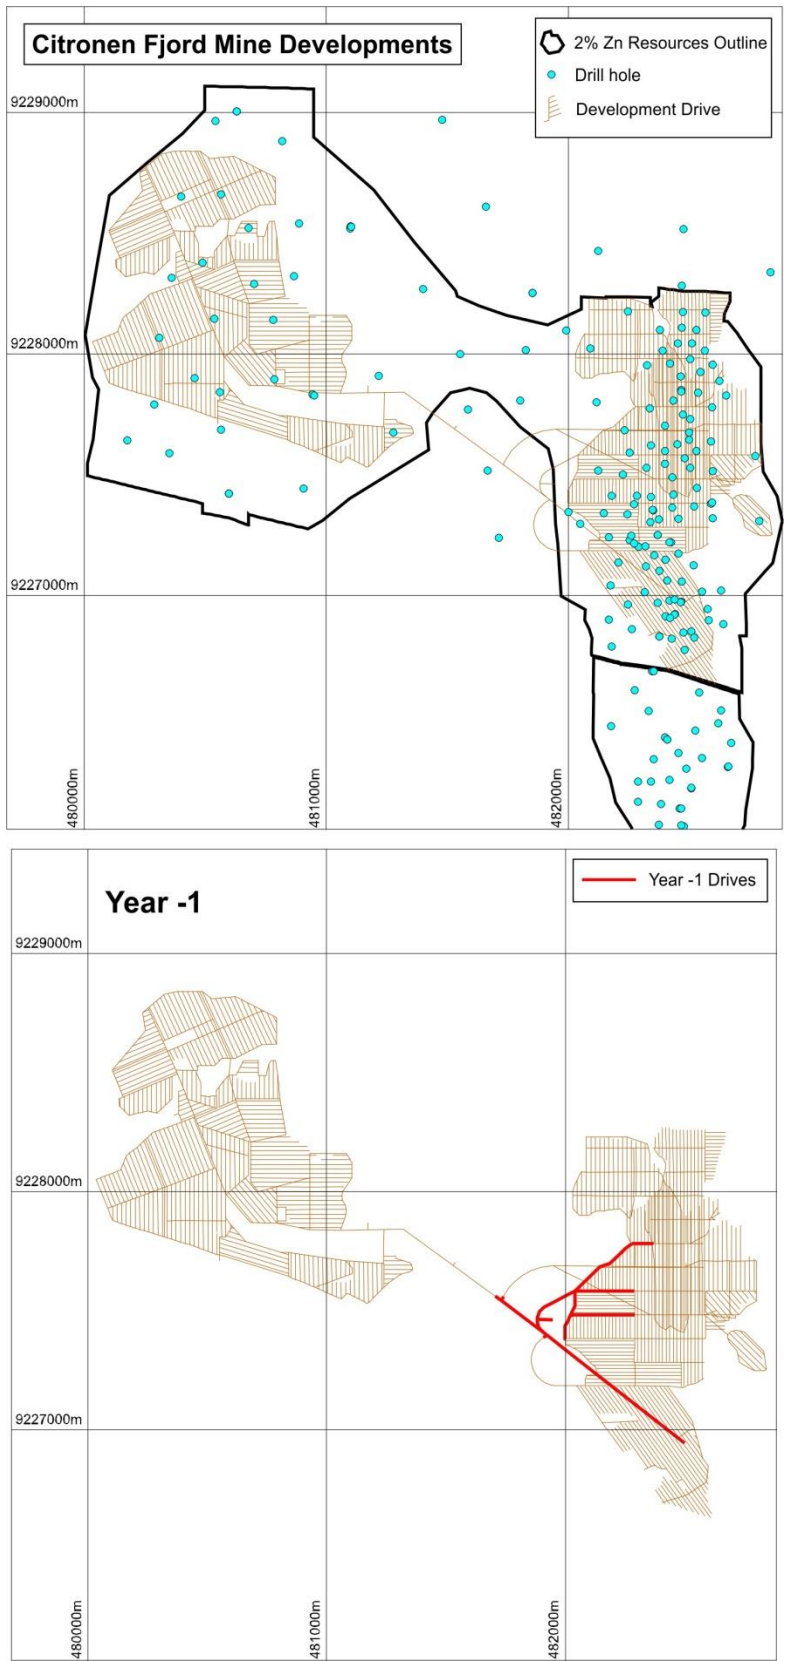 Citronen Fjord Mine Developments
2% Zn Resources Outline
Drill hole
Development Drive
9229000m
9228000m
9227000m
480000m
481000m
482000m
Year -1
Year -1 Drives
9229000m
9228000m
9227000m
480000m
481000m
482000m